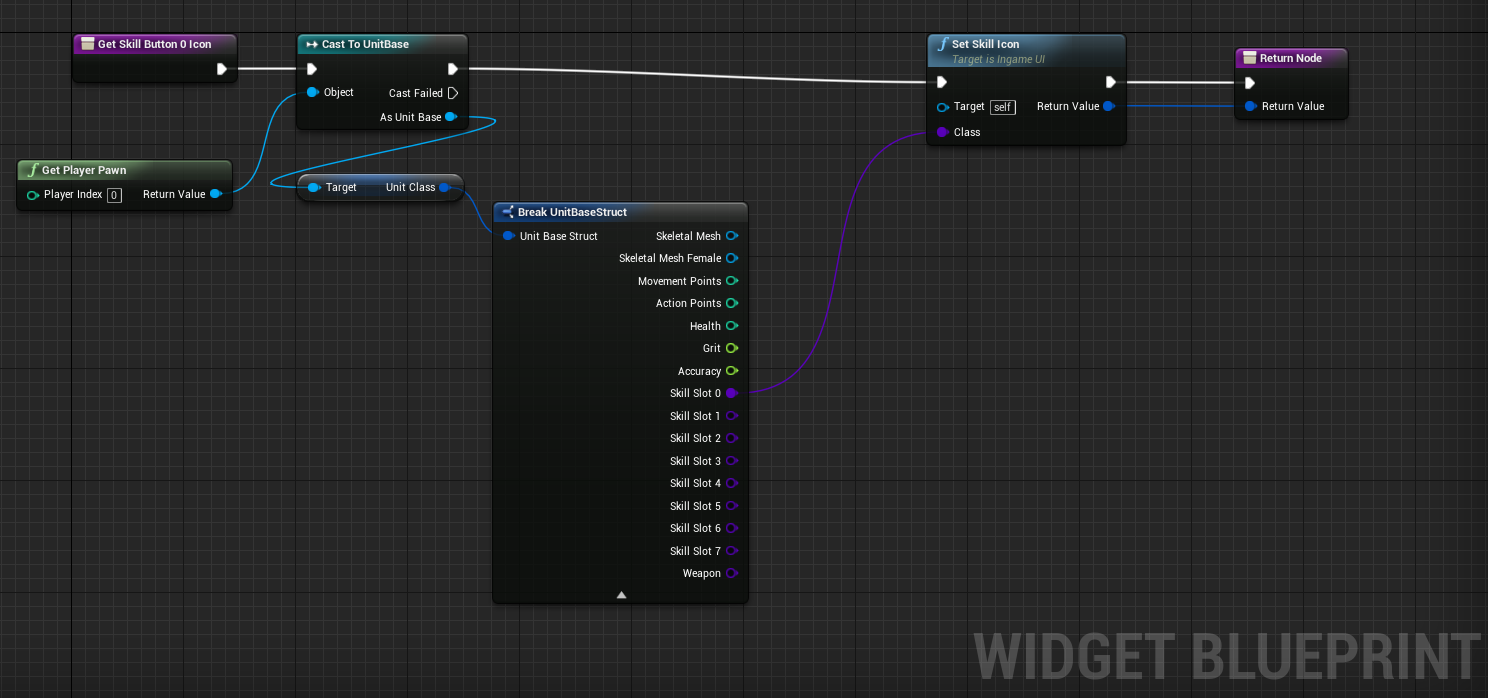 Get Skill Button 0 Icon
Cast To UnitBase
Object
Cast Failed
As Unit Base
Get Player Pawn
Player Index 0
Return Value
Target
Unit Class
Break UnitBaseStruct
Unit Base Struct
Skeletal Mesh
Skeletal Mesh Female
Movement Points
Action Points
Health
Grit
Accuracy
Skill Slot 0
Skill Slot 1
Skill Slot 2
Skill Slot 3
Skill Slot 4
Skill Slot 5
Skill Slot 6
Skill Slot 7
Weapon
Set Skill Icon
Target is Ingame UI
Target self
Return Value
Class
Return Node
Return Value
WIDGET BLUEPRINT